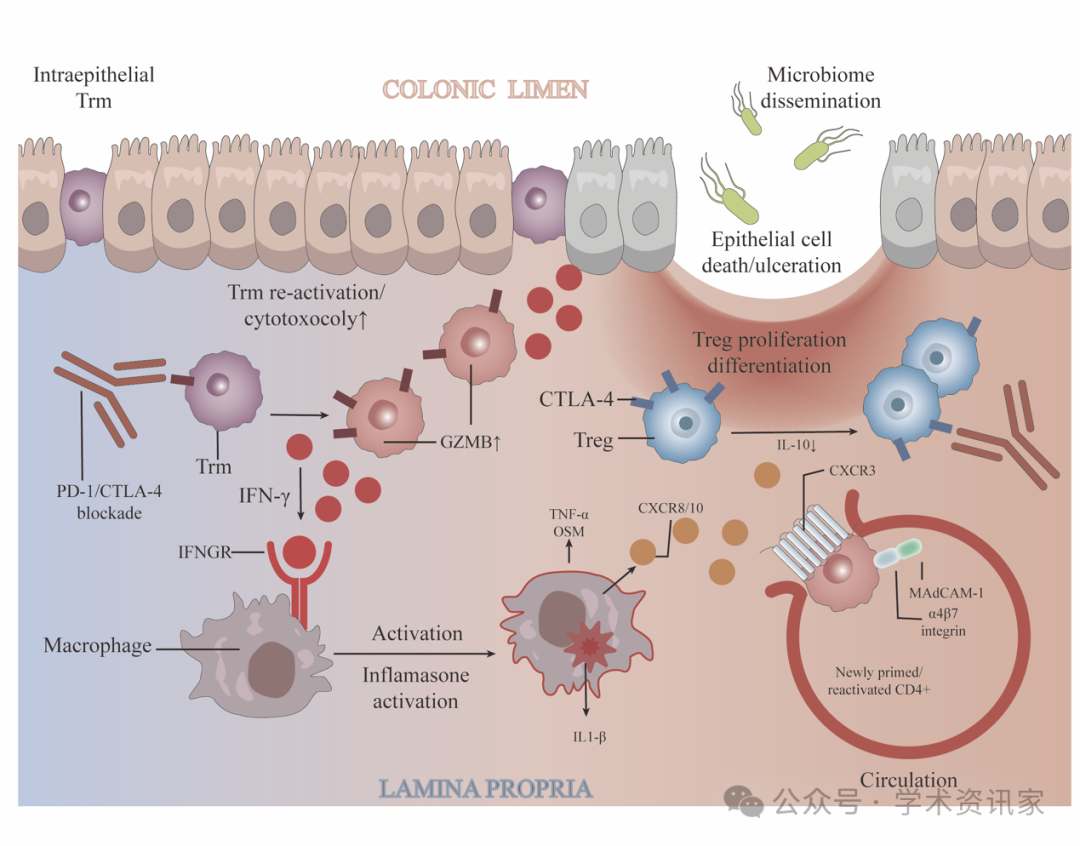 Intraepithelial
Trm
COLONIC LIMEN
Microbiome
dissemination
Epithelial cell
death/ulceration
Trm re-activation/
cytotoxocoly↑
Treg proliferation
differentiation
CTLA-4
Treg
IL-10↓
GZMB↑
Trm
PD-1/CTLA-4
blockade
IFN-γ
IFNGR
CXCR3
TNF-α
OSM
CXCR8/10
MAdCAM-1
α4β7
integrin
Macrophage
Activation
Inflamasone
activation
Newly primed/
reactivated CD4+
IL1-β
Circulation
LAMINA PROPRIA
公众号 · 学术资讯家